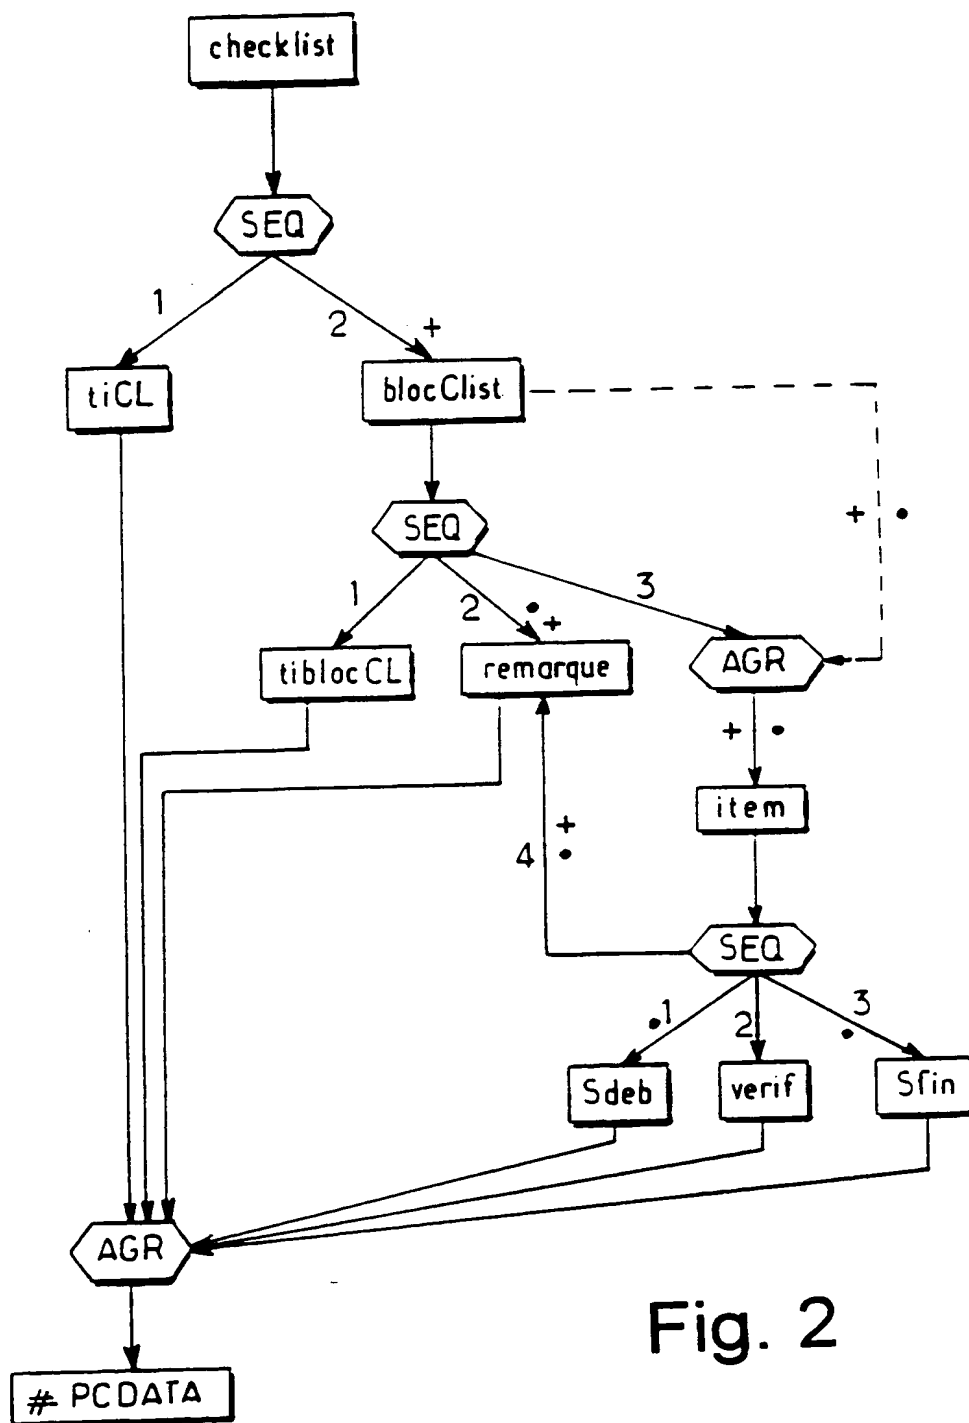 checklist
SEQ
1
2
+
tiCL
blocClist
+ •
SEQ
1
2
• +
3
tiblocCL
remarque
AGR
+ •
item
4
+
•
SEQ
• 1
2
3
•
Sdeb
verif
Sfin
AGR
# PCDATA
Fig. 2